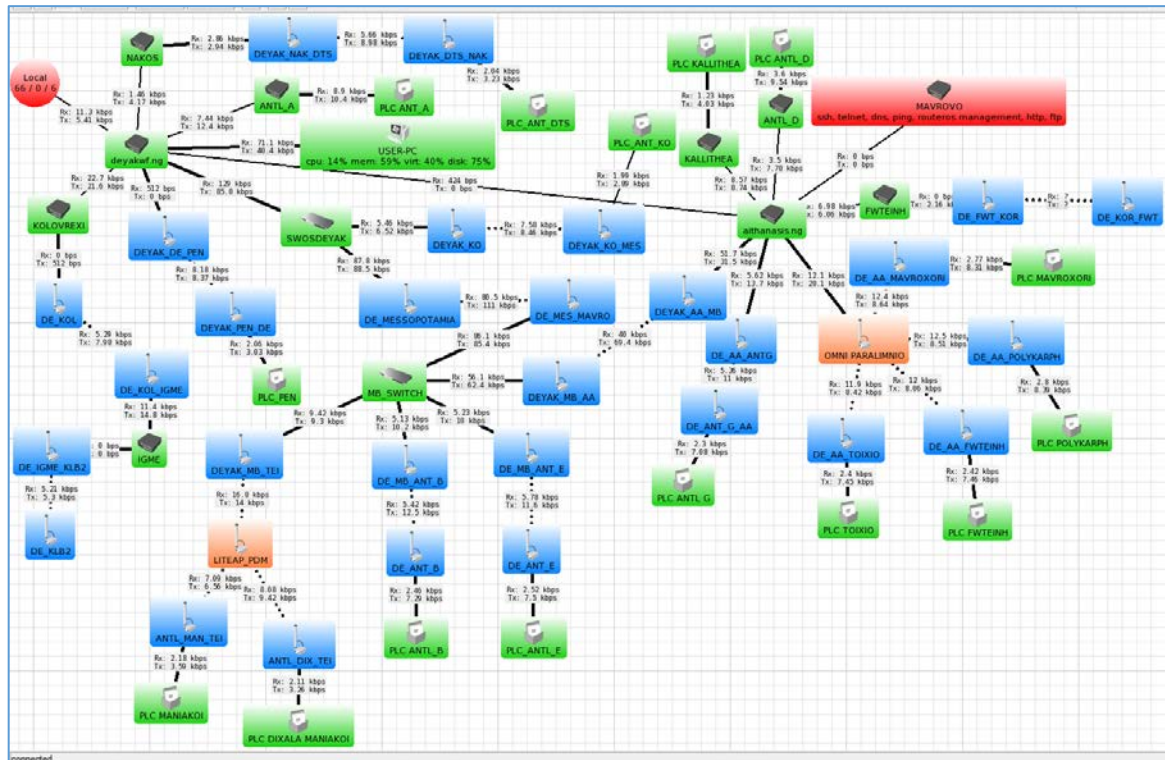 NAKOS
Rx: 2.86 kbps
Tx: 2.94 kbps
DEYAK_NAK_DTS
Rx: 5.66 kbps
Tx: 8.98 kbps
DEYAK_DTS_NAK
Rx: 2.04 kbps
Tx: 3.23 kbps
PLC_ANT_DTS
Local
66 / 0 / 6
Rx: 11.3 kbps
Tx: 5.41 kbps
Rx: 1.46 kbps
Tx: 4.17 kbps
Rx: 7.44 kbps
Tx: 12.4 kbps
ANTL_A
Rx: 8.9 kbps
Tx: 10.4 kbps
PLC ANT_A
deyakwf.ng
Rx: 71.1 kbps
Tx: 40.4 kbps
USER-PC
cpu: 14% mem: 59% virt: 40% disk: 75%
PLC_ANT_KO
Rx: 1.99 kbps
PLC KALLITHEA
Rx: 1.23 kbps
Tx: 4.03 kbps
KALLITHEA
Rx: 8.57 kbps
Tx: 8.74 kbps
PLC ANTL_D
Rx: 3.6 kbps
Tx: 9.54 kbps
ANTL_D
Rx: 3.5 kbps
Tx: 7.70 kbps
MAVROVO
ssh, telnet, dns, ping, routeros management, http, ftp
Rx: 0 bps
Tx: 0 bps
Rx: 424 bps
Tx: 0 bps
aithanasis.ng
Rx: 6.98 kbps
Tx: 6.06 kbps
FWTEINH
Rx: 0 bps
Tx: 2.16 kbps
DE_FWT_KOR
Rx: ?
Tx: ?
DE_KOR_FWT
Rx: 22.7 kbps
Tx: 21.6 kbps
KOLOVREXI
Rx: 0 bps
Tx: 512 bps
DE_KOL
Rx: 5.29 kbps
Tx: 7.98 kbps
DE_KOL_IGME
Rx: 11.4 kbps
Tx: 14.8 kbps
IGME
Rx: 0 bps
Tx: 0 bps
DE_IGME_KLB2
Rx: 5.21 kbps
Tx: 5.3 kbps
DE_KLB2
Rx: 512 bps
Tx: 0 bps
DEYAK_DE_PEN
Rx: 8.18 kbps
Tx: 8.37 kbps
DEYAK_PEN_DE
Rx: 2.06 kbps
Tx: 3.03 kbps
PLC_PEN
Rx: 129 kbps
Tx: 85.0 kbps
SWOSDEYAK
Rx: 5.46 kbps
Tx: 6.52 kbps
DEYAK_KO
Rx: 7.58 kbps
Tx: 8.46 kbps
DEYAK_KO_MES
Rx: 87.8 kbps
Tx: 88.5 kbps
DE_MESSOPOTAMIA
Rx: 80.5 kbps
Tx: 111 kbps
DE_MES_MAVRO
Rx: 86.1 kbps
Tx: 85.4 kbps
MB_SWITCH
Rx: 56.1 kbps
Tx: 62.4 kbps
DEYAK_MB_AA
Rx: 40 kbps
Tx: 69.4 kbps
DEYAK_AA_MB
Rx: 51.7 kbps
Tx: 31.5 kbps
Rx: 9.42 kbps
Tx: 9.3 kbps
DEYAK_MB_TEI
Rx: 16.0 kbps
Tx: 14 kbps
LITEAP_PDM
Rx: 7.09 kbps
Tx: 6.56 kbps
ANTL_MAN_TEI
Rx: 2.18 kbps
Tx: 3.50 kbps
PLC MANIAKOI
Rx: 8.08 kbps
Tx: 9.42 kbps
ANTL_DIX_TEI
Rx: 2.11 kbps
Tx: 3.26 kbps
PLC DIXALA MANIAKOI
Rx: 5.13 kbps
Tx: 10.2 kbps
DE_MB_ANT_B
Rx: 5.42 kbps
Tx: 12.5 kbps
DE_ANT_B
Rx: 2.46 kbps
Tx: 7.29 kbps
PLC ANTL_B
Rx: 5.23 kbps
Tx: 10 kbps
DE_MB_ANT_E
Rx: 5.78 kbps
Tx: 11.6 kbps
DE_ANT_E
Rx: 2.52 kbps
Tx: 7.5 kbps
PLC_ANTL_E
Rx: 5.62 kbps
Tx: 13.7 kbps
DE_AA_ANTG
Rx: 5.36 kbps
Tx: 11 kbps
DE_ANT_G_AA
Rx: 2.3 kbps
Tx: 7.08 kbps
PLC ANTL_G
Rx: 12.1 kbps
Tx: 20.1 kbps
OMNI PARALIMNIO
DE_AA_MAVROXORI
Rx: 12.4 kbps
Tx: 8.64 kbps
Rx: 2.77 kbps
Tx: 8.31 kbps
PLC MAVROXORI
Rx: 12.5 kbps
Tx: 8.51 kbps
DE_AA_POLYKARPH
Rx: 2.8 kbps
Tx: 8.39 kbps
PLC POLYKARPH
Rx: 11.9 kbps
Tx: 8.42 kbps
DE_AA_TOIXIO
Rx: 2.4 kbps
Tx: 7.45 kbps
PLC TOIXIO
Rx: 12 kbps
Tx: 8.06 kbps
DE_AA_FWTEINH
Rx: 2.42 kbps
Tx: 7.46 kbps
PLC FWTEINH